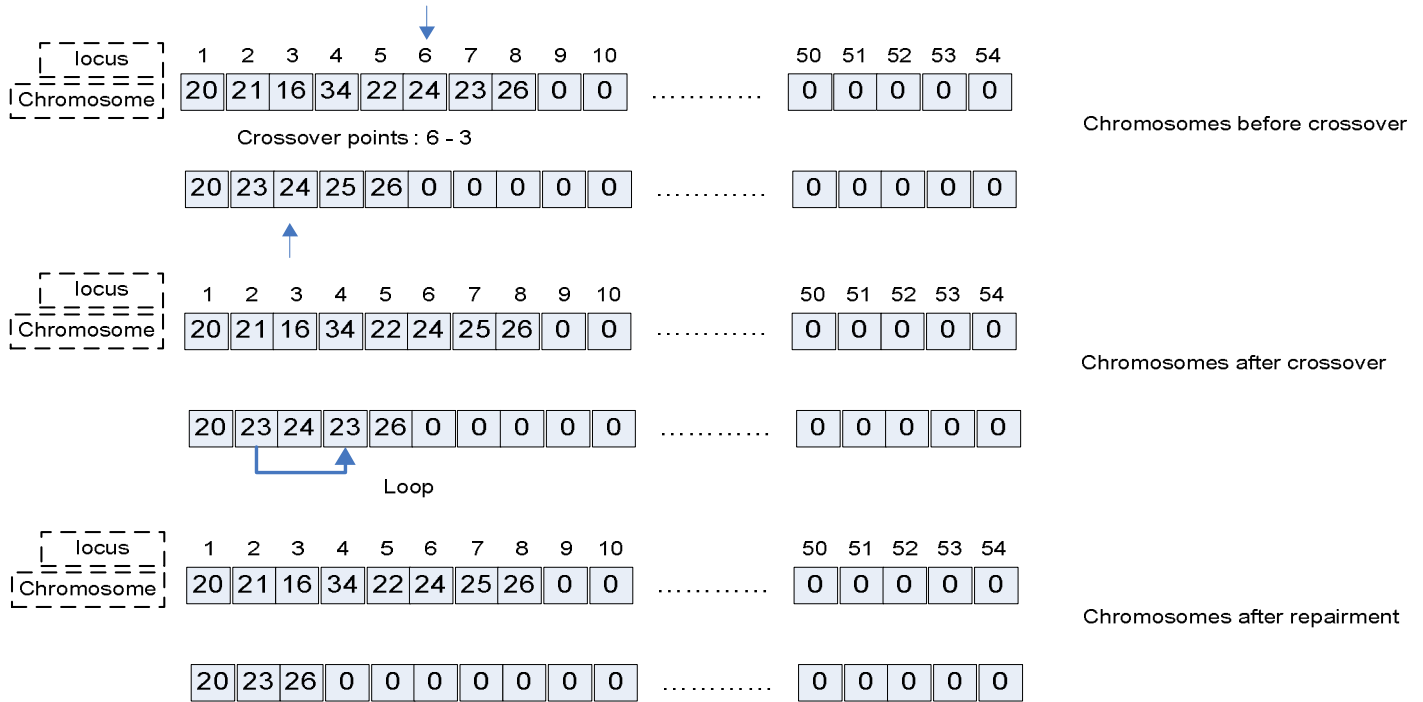 locus 1 2 3 4 5 6 7 8 9 10 50 51 52 53 54
Chromosome 20 21 16 34 22 24 23 26 0 0 ............ 0 0 0 0 0
Chromosomes before crossover
Crossover points : 6 - 3
20 23 24 25 26 0 0 0 0 0 ............ 0 0 0 0 0
locus 1 2 3 4 5 6 7 8 9 10 50 51 52 53 54
Chromosome 20 21 16 34 22 24 25 26 0 0 ............ 0 0 0 0 0
Chromosomes after crossover
20 23 24 23 26 0 0 0 0 0 ............ 0 0 0 0 0
Loop
locus 1 2 3 4 5 6 7 8 9 10 50 51 52 53 54
Chromosome 20 21 16 34 22 24 25 26 0 0 ............ 0 0 0 0 0
Chromosomes after repairment
20 23 26 0 0 0 0 0 0 0 ............ 0 0 0 0 0